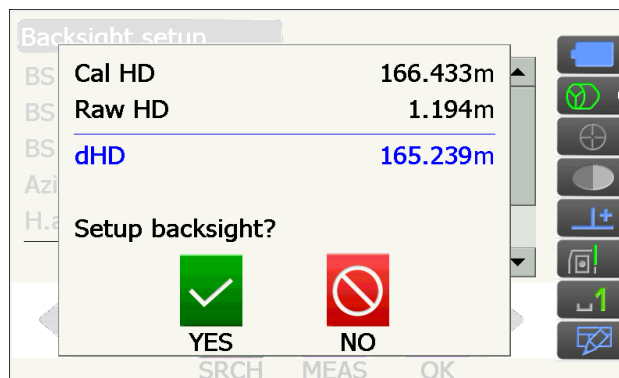 Backsight setup
BS
Cal HD 166.433m
BS
Raw HD 1.194m
BS
dHD 165.239m
Azi
H.a
Setup backsight?
YES NO
SRCH MEAS OK
1